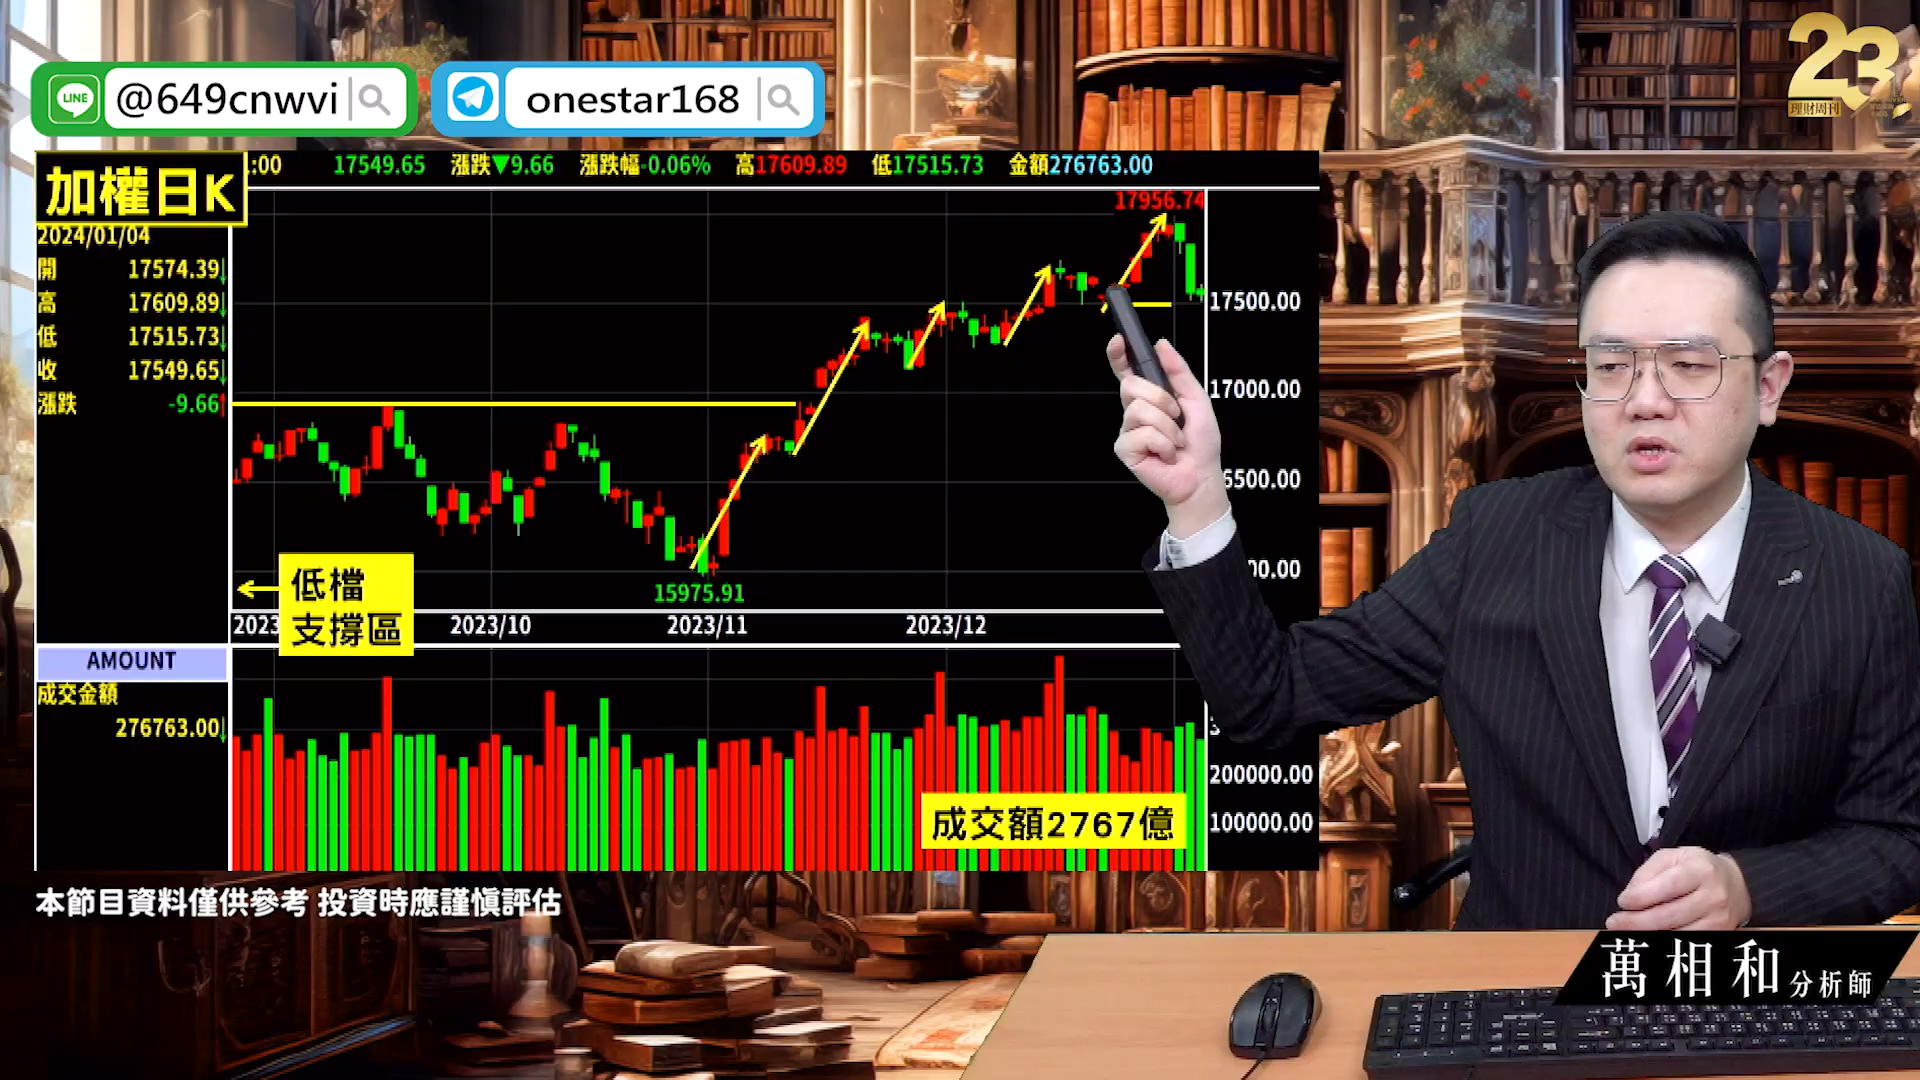 @649cnwvi
LINE
onestar168
23
理財周刊
加權日K
:00 17549.65 漲跌▼9.66 漲跌幅-0.06% 高17609.89 低17515.73 金額276763.00
2024/01/04
開 17574.39↓
高 17609.89↓
低 17515.73↓
收 17549.65↓
漲跌 -9.66↑
17956.74
17500.00
17000.00
6500.00
00.00
15975.91
←低檔
支撐區
2023 2023/10 2023/11 2023/12
AMOUNT
成交金額
276763.00↓
200000.00
100000.00
成交額2767億
本節目資料僅供參考 投資時應謹慎評估
萬相和分析師